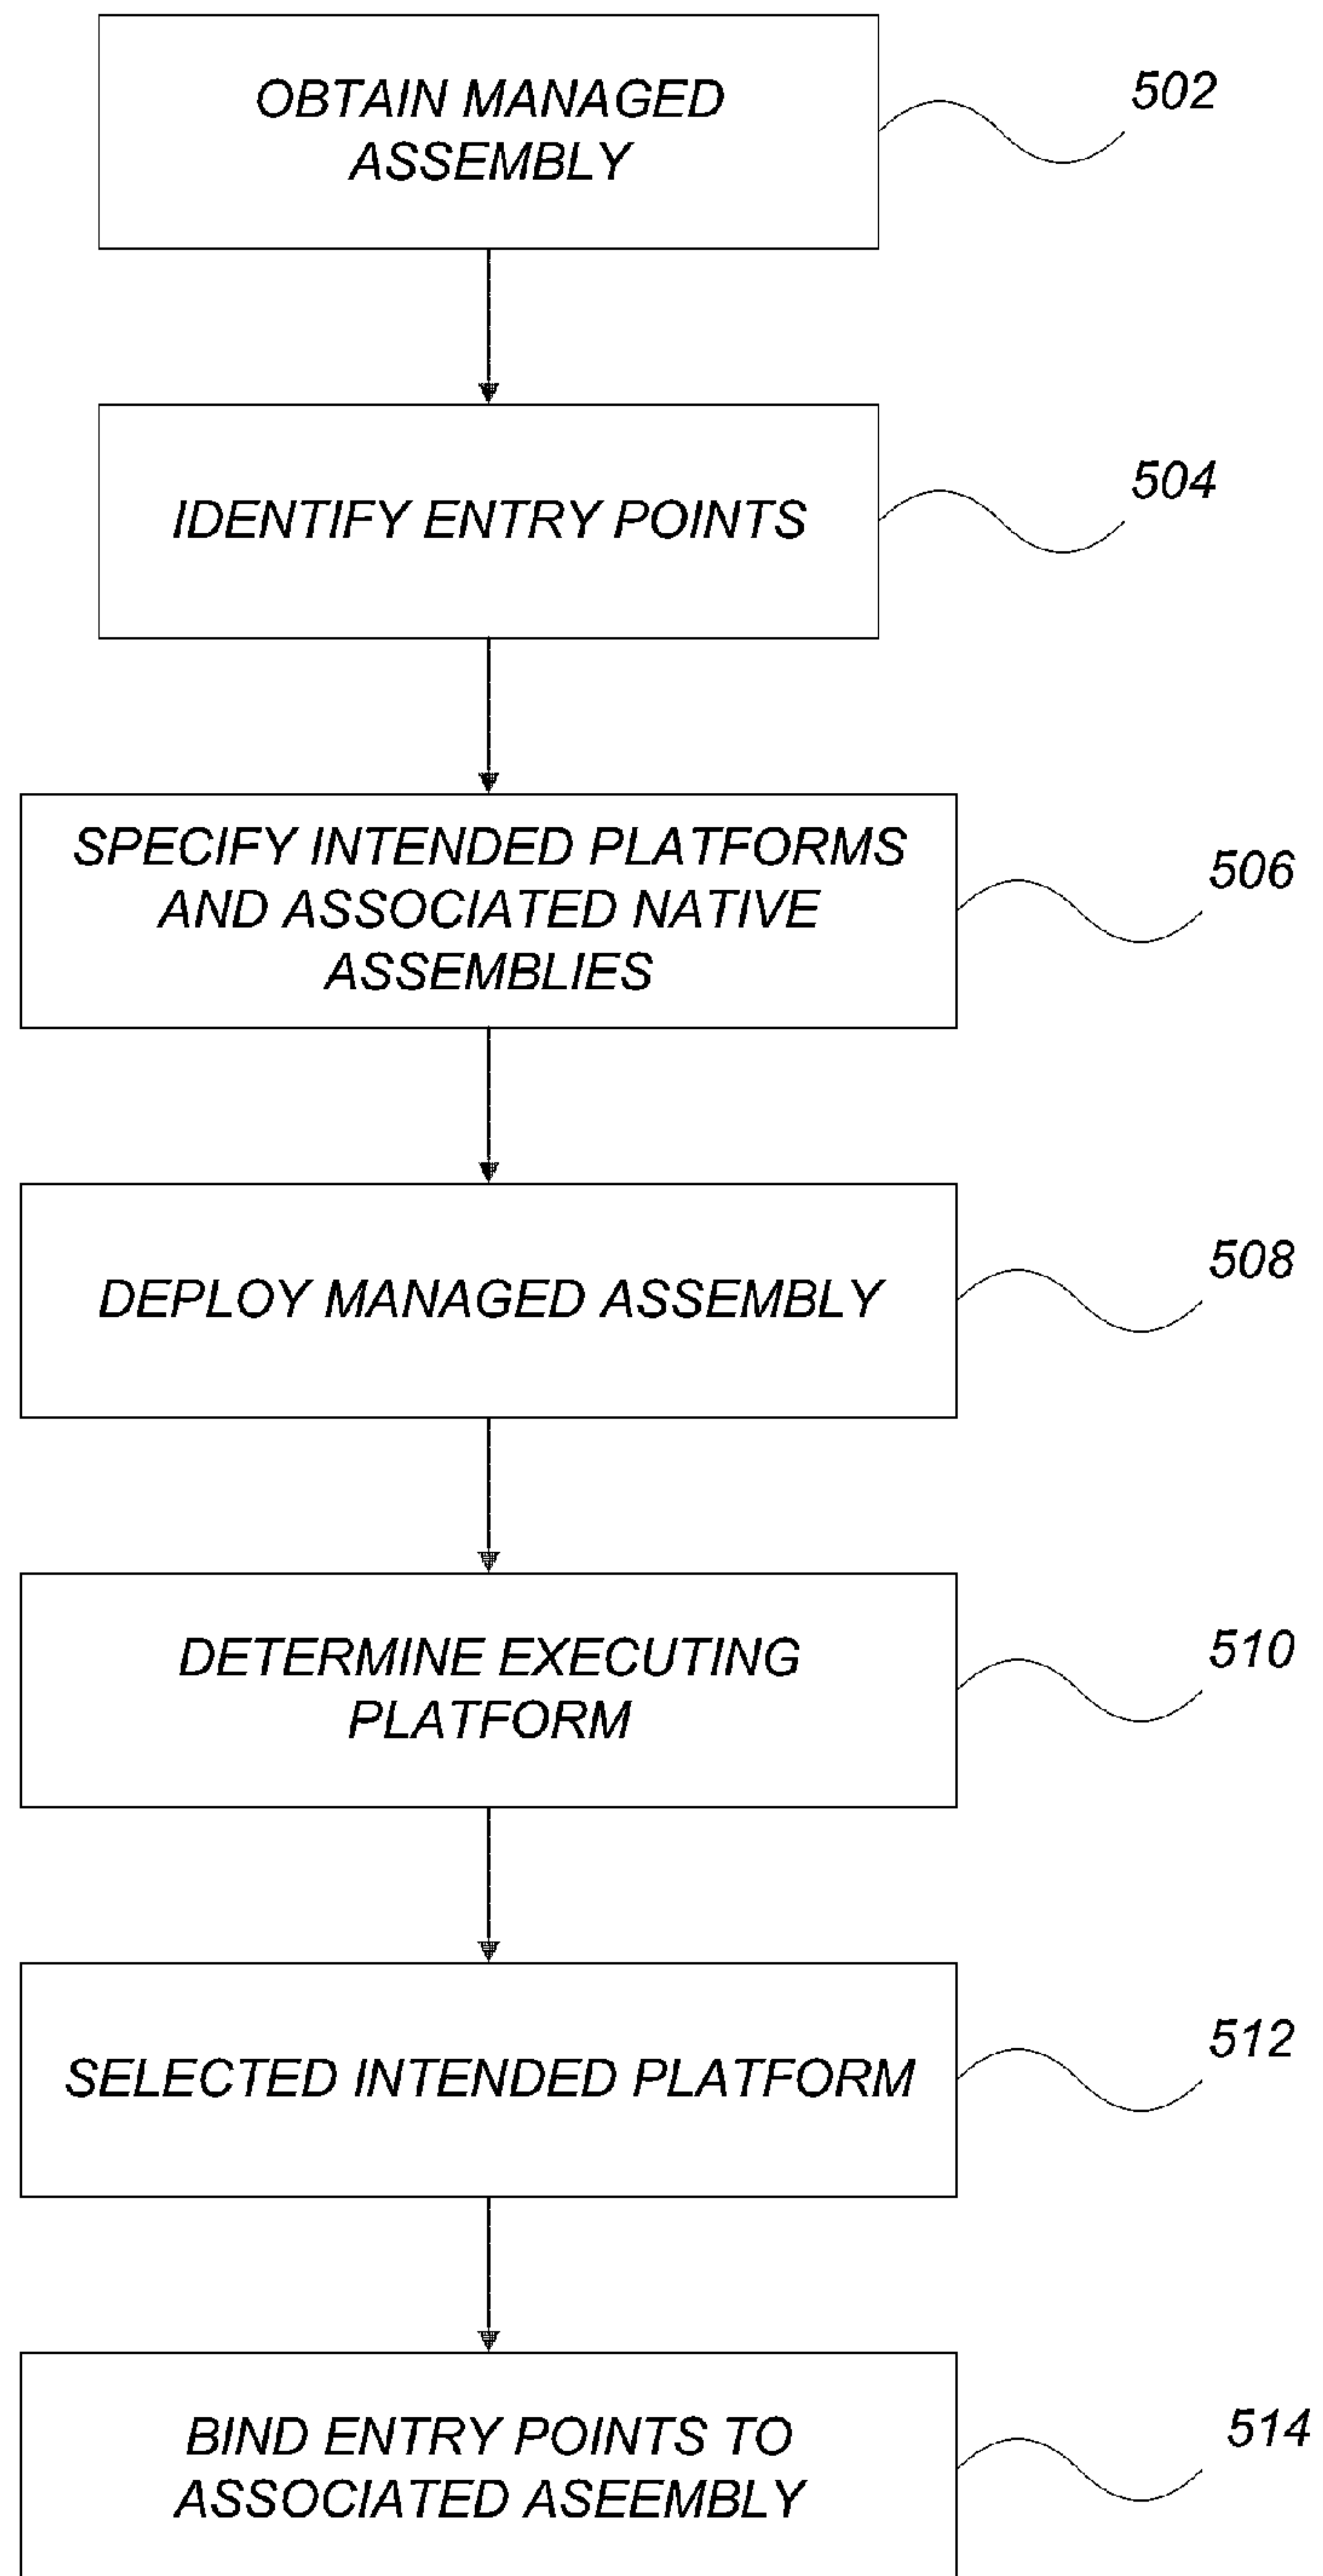 OBTAIN MANAGED
ASSEMBLY
502
IDENTIFY ENTRY POINTS
504
SPECIFY INTENDED PLATFORMS
AND ASSOCIATED NATIVE
ASSEMBLIES
506
DEPLOY MANAGED ASSEMBLY
508
DETERMINE EXECUTING
PLATFORM
510
SELECTED INTENDED PLATFORM
512
BIND ENTRY POINTS TO
ASSOCIATED ASEEMBLY
514